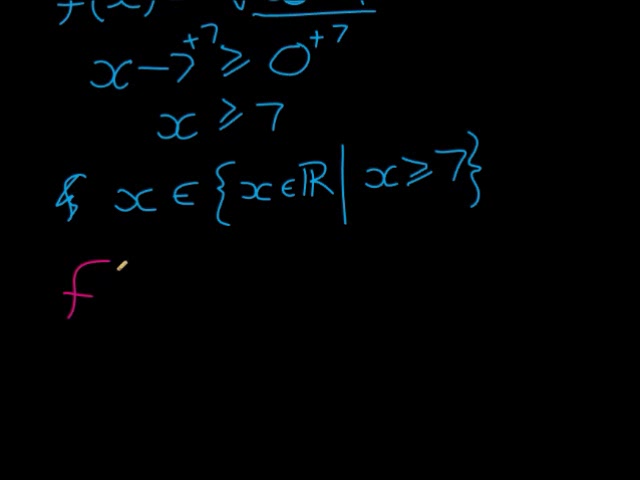 f(x)
x - 7 +7 ≥ 0 +7
x ≥ 7
x ∈ {x ∈ ℝ | x ≥ 7}
f